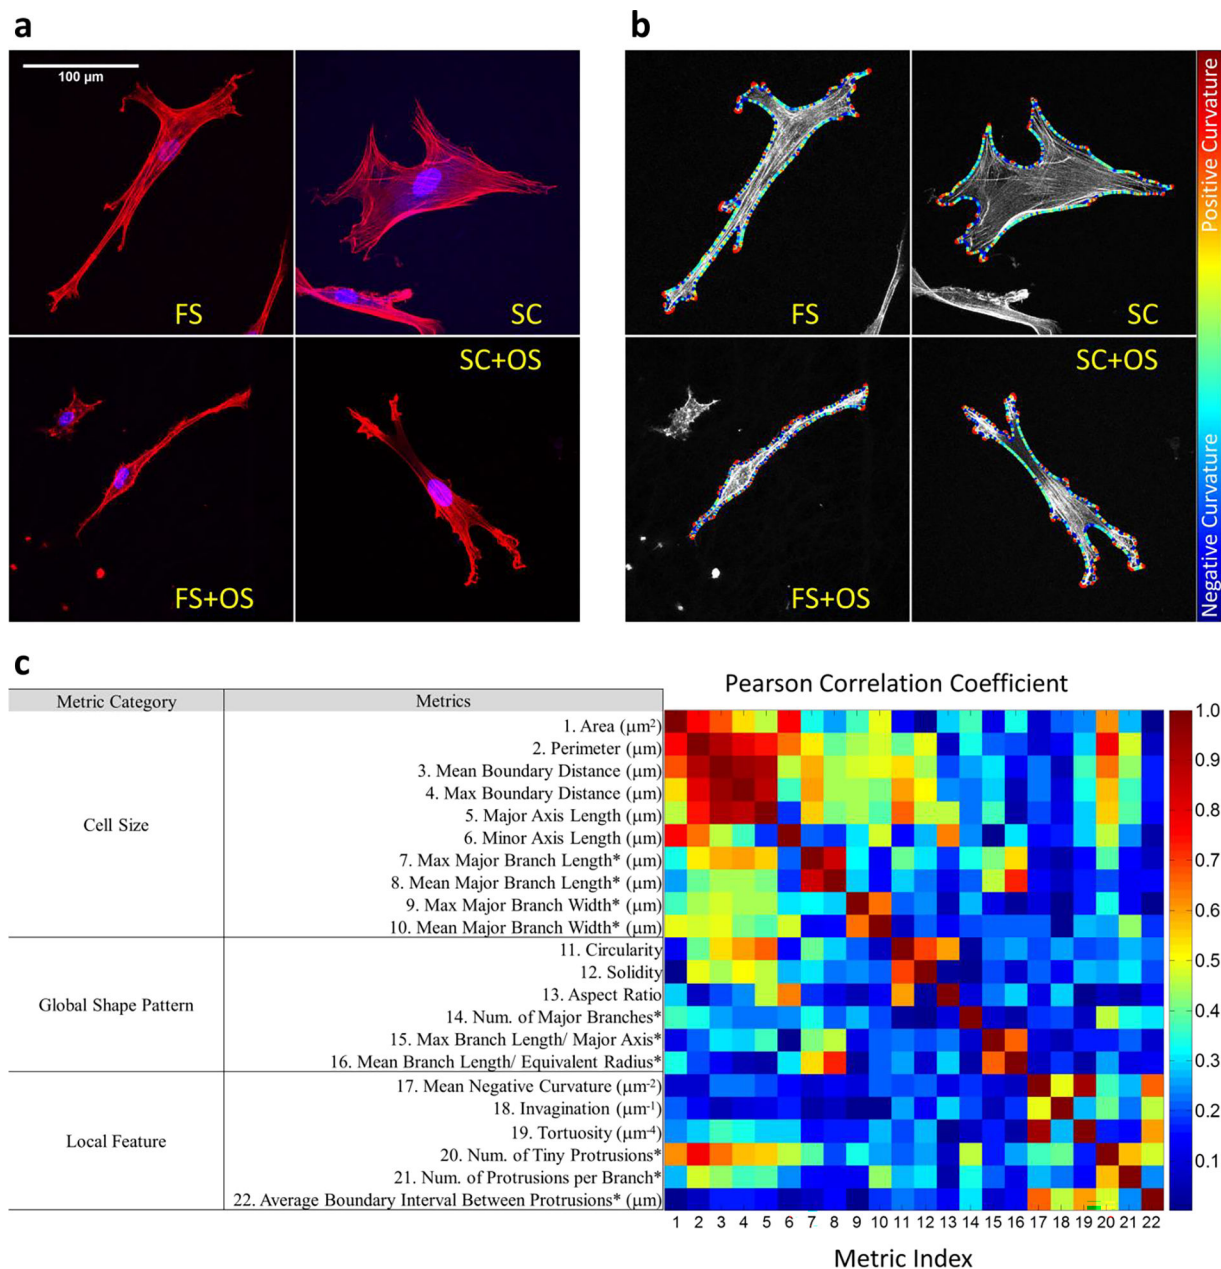 a
b
100 µm
FS
SC
FS
SC
SC+OS
SC+OS
FS+OS
FS+OS
Positive Curvature
Negative Curvature
c
Pearson Correlation Coefficient
Metric Category
Metrics
Cell Size
1. Area (µm²)
2. Perimeter (µm)
3. Mean Boundary Distance (µm)
4. Max Boundary Distance (µm)
5. Major Axis Length (µm)
6. Minor Axis Length (µm)
7. Max Major Branch Length* (µm)
8. Mean Major Branch Length* (µm)
9. Max Major Branch Width* (µm)
10. Mean Major Branch Width* (µm)
Global Shape Pattern
11. Circularity
12. Solidity
13. Aspect Ratio
14. Num. of Major Branches*
15. Max Branch Length/ Major Axis*
16. Mean Branch Length/ Equivalent Radius*
Local Feature
17. Mean Negative Curvature (µm⁻²)
18. Invagination (µm⁻¹)
19. Tortuosity (µm⁻⁴)
20. Num. of Tiny Protrusions*
21. Num. of Protrusions per Branch*
22. Average Boundary Interval Between Protrusions* (µm)
1.0
0.9
0.8
0.7
0.6
0.5
0.4
0.3
0.2
0.1
1 2 3 4 5 6 7 8 9 10 11 12 13 14 15 16 17 18 19 20 21 22
Metric Index